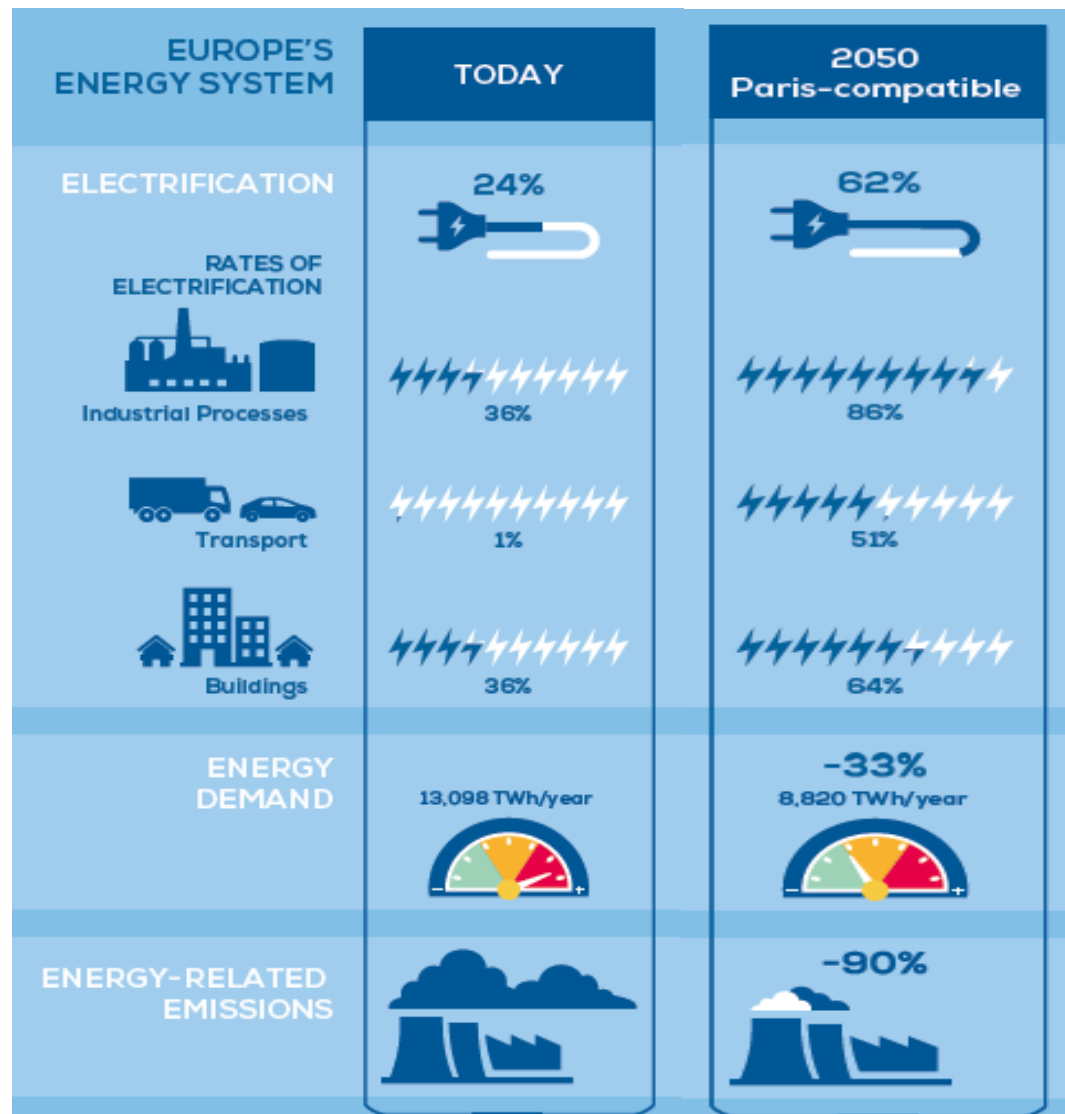 EUROPE'S
ENERGY SYSTEM
TODAY
2050
Paris-compatible
ELECTRIFICATION
24%
62%
RATES OF
ELECTRIFICATION
Industrial Processes
36%
86%
Transport
1%
51%
Buildings
36%
64%
ENERGY
DEMAND
13,098 TWh/year
-33%
8,820 TWh/year
- +
- +
ENERGY-RELATED
EMISSIONS
-90%